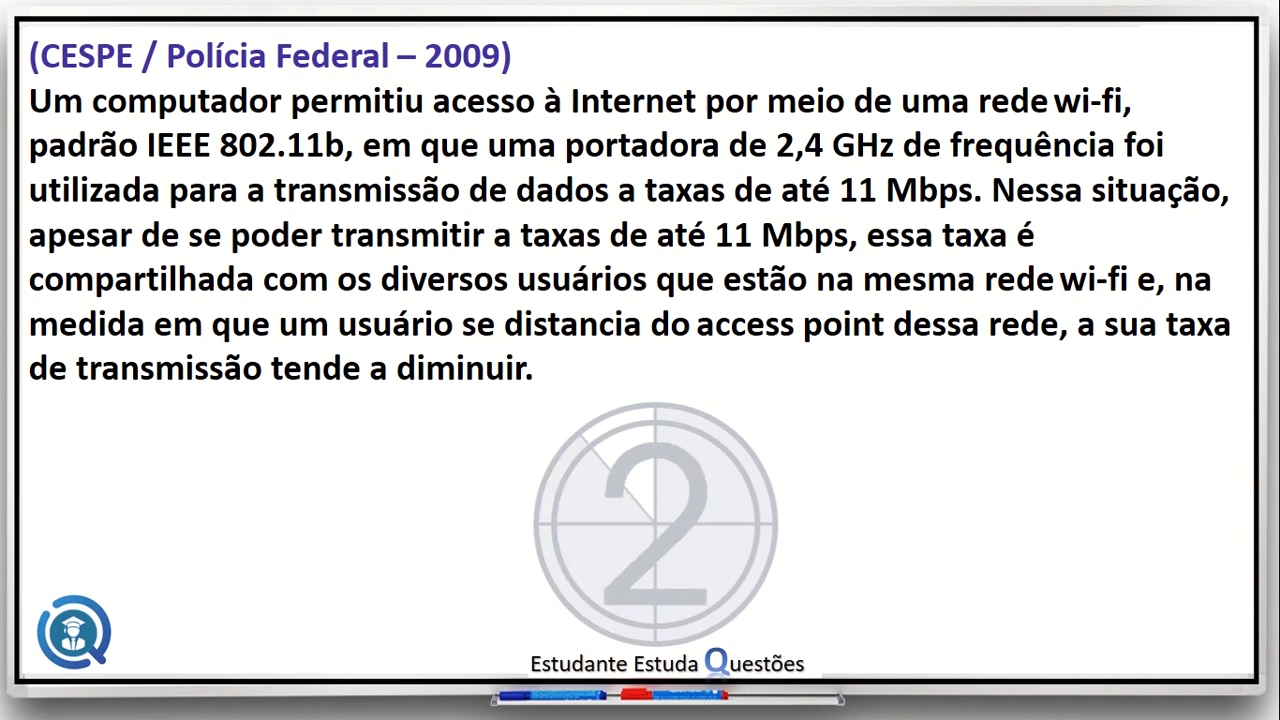 (CESPE / Polícia Federal – 2009)
Um computador permitiu acesso à Internet por meio de uma rede wi-fi,
padrão IEEE 802.11b, em que uma portadora de 2,4 GHz de frequência foi
utilizada para a transmissão de dados a taxas de até 11 Mbps. Nessa situação,
apesar de se poder transmitir a taxas de até 11 Mbps, essa taxa é
compartilhada com os diversos usuários que estão na mesma rede wi-fi e, na
medida em que um usuário se distancia do access point dessa rede, a sua taxa
de transmissão tende a diminuir.
2
Estudante Estuda Questões